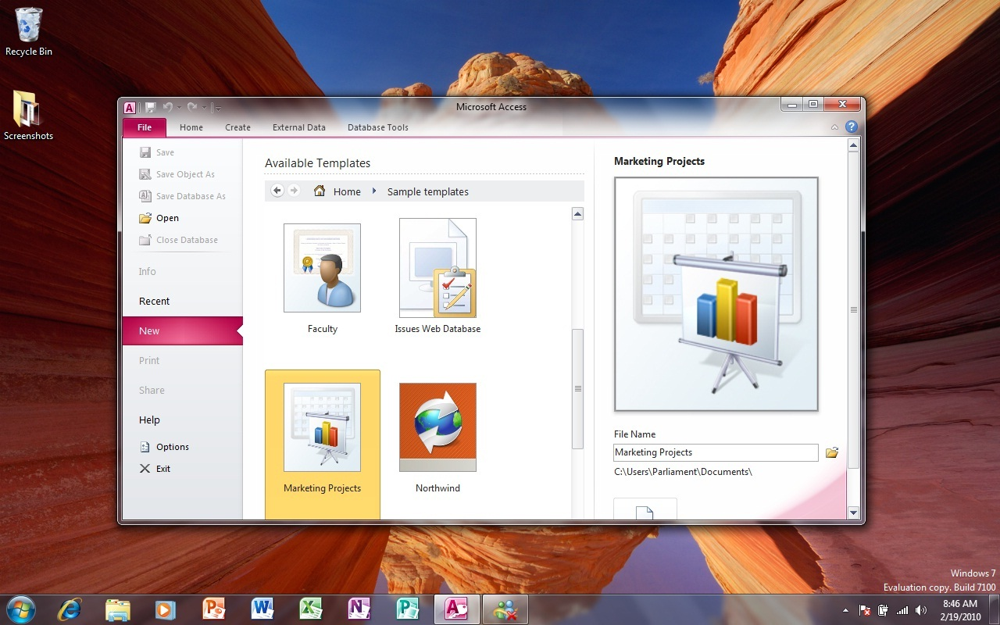 Recycle Bin
Screenshots
Microsoft Access
File
Home
Create
External Data
Database Tools
Save
Save Object As
Save Database As
Open
Close Database
Info
Recent
New
Print
Share
Help
Options
Exit
Available Templates
Home
Sample templates
Faculty
Issues Web Database
Marketing Projects
Northwind
Marketing Projects
File Name
Marketing Projects
C:\Users\Parliament\Documents\
Windows 7
Evaluation copy. Build 7100
8:46 AM
2/19/2010